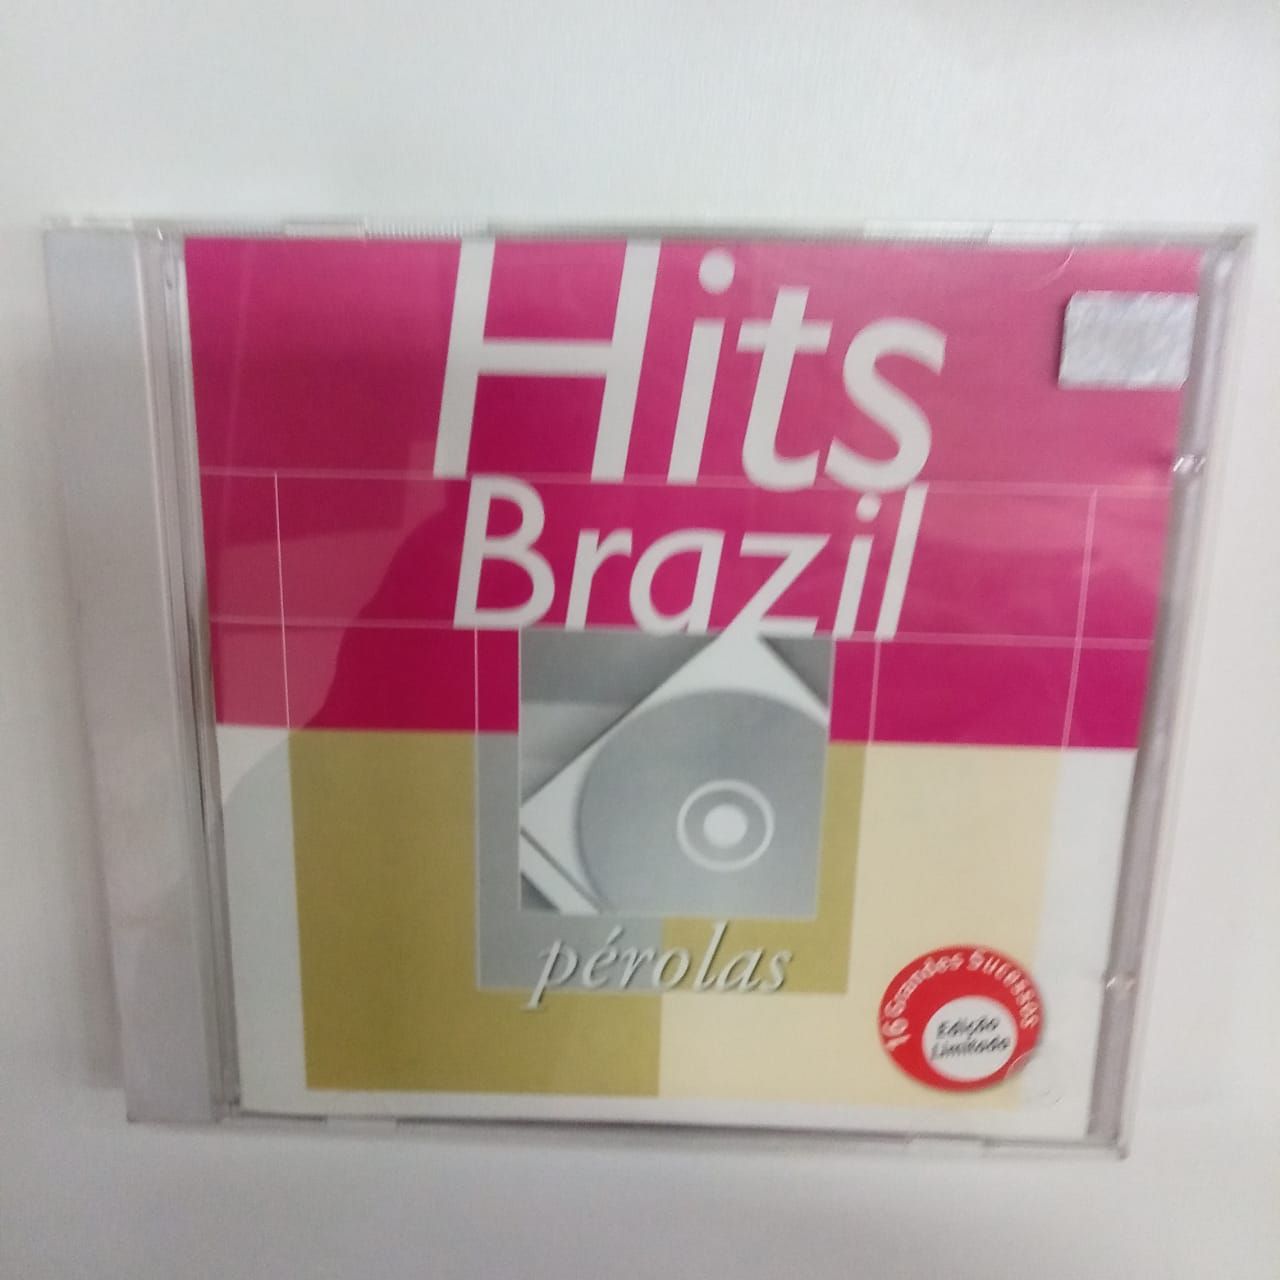 Hits
Brazil
pérolas
16 Grandes Sucessos
Edição
Limitada